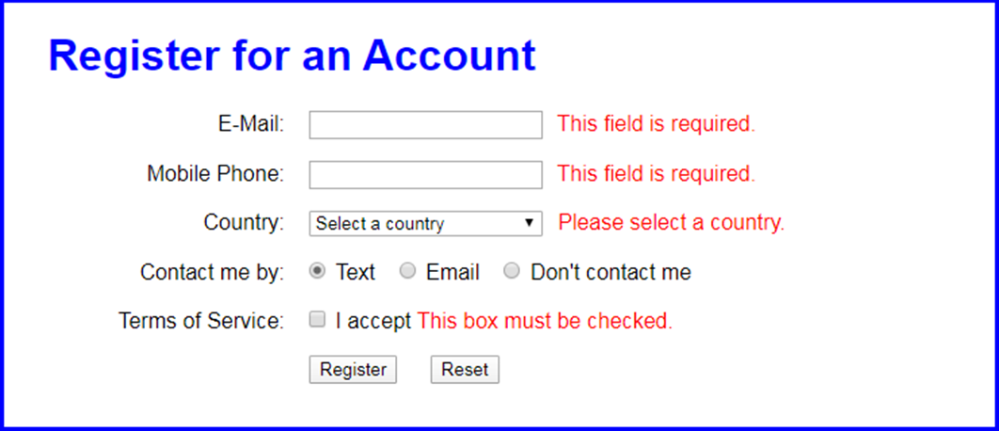 Register for an Account
E-Mail: This field is required.
Mobile Phone: This field is required.
Country: Select a country Please select a country.
Contact me by: Text Email Don't contact me
Terms of Service: I accept This box must be checked.
Register Reset